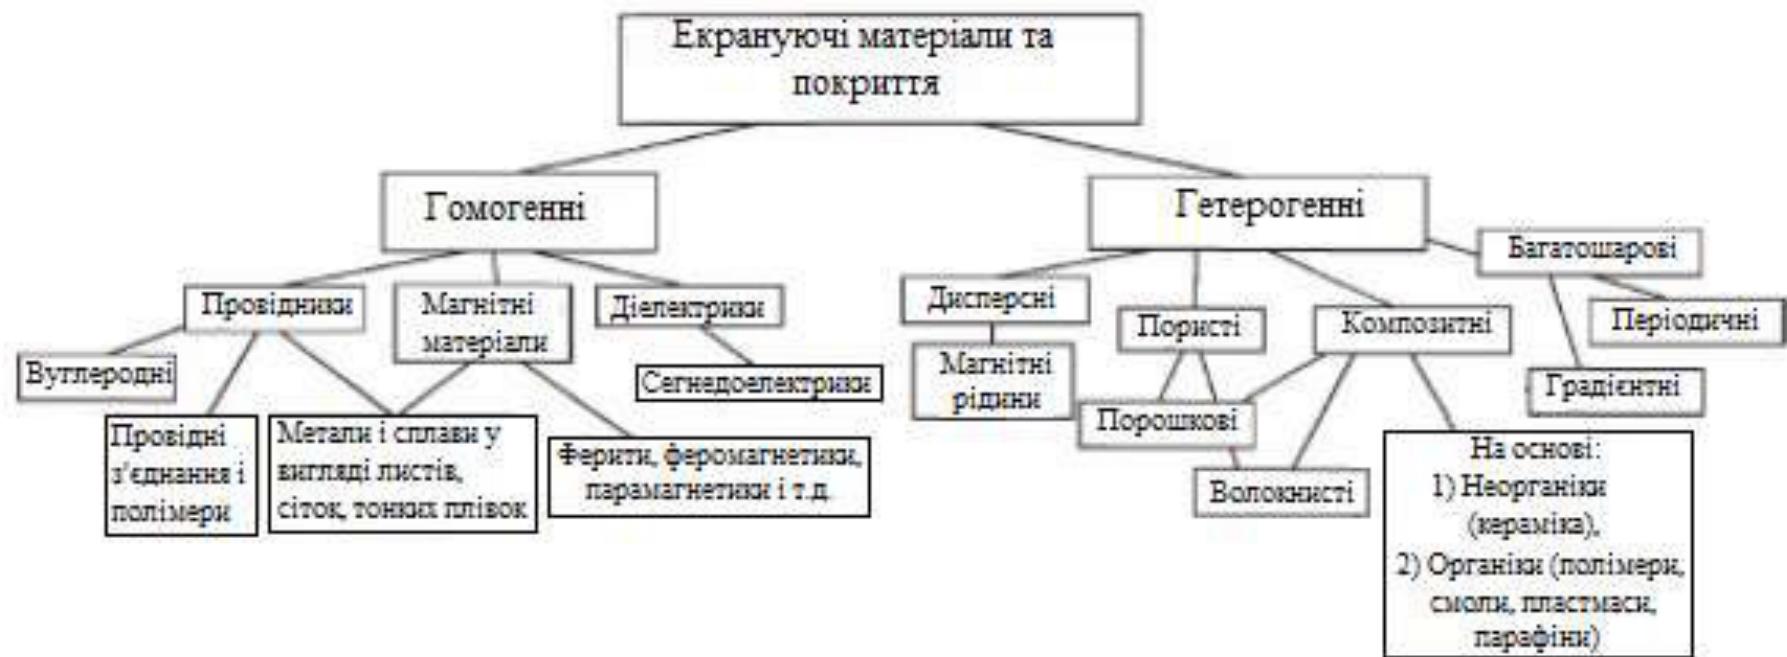 Екрануючі матеріали та
покриття
Гомогенні
Гетерогенні
Багатошарові
Провідники
Магнітні
матеріали
Діелектрики
Дисперсні
Пористі
Композитні
Періодичні
Вуглеродні
Сегнедоелектрики
Магнітні
рідини
Градієнтні
Порошкові
Провідні
з'єднання і
полімери
Метали і сплави у
вигляді листів,
сіток, тонких плівок
Ферити, феромагнетики,
парамагнетики і т.д.
Волокнисті
На основі:
1) Неорганіки
(кераміка),
2) Органіки (полімери,
смоли, пластмаси,
парафіни)